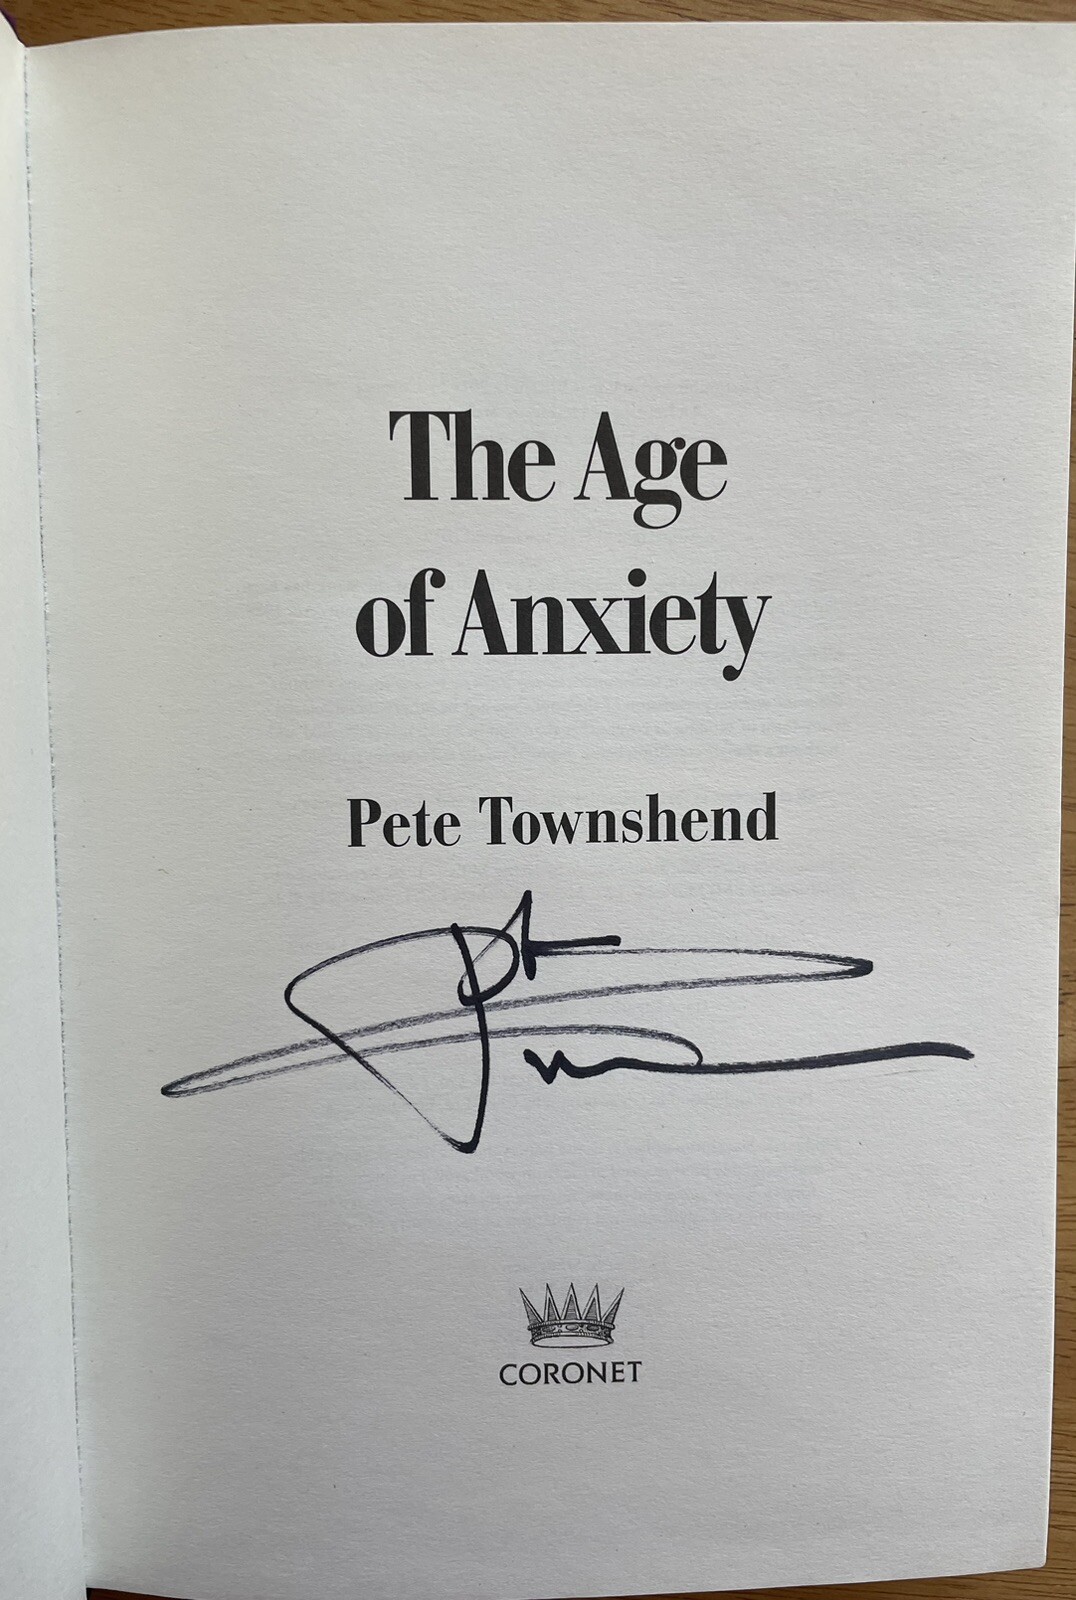 The Age
of Anxiety
Pete Townshend
CORONET